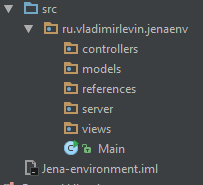 src
ru.vladimirlevin.jenaenv
controllers
models
references
server
views
Main
Jena-environment.iml